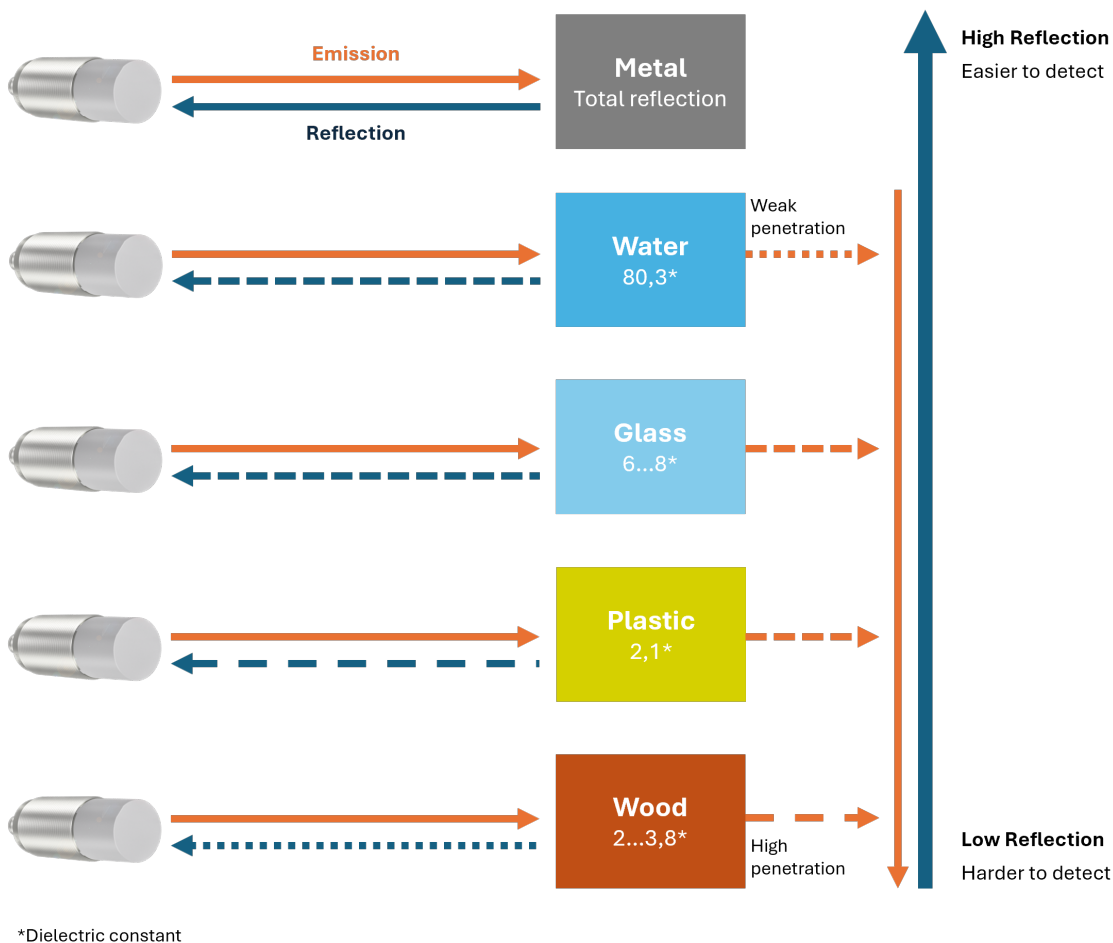 Emission
Reflection
Metal
Total reflection
High Reflection
Easier to detect
Water
80,3*
Weak
penetration
Glass
6...8*
Plastic
2,1*
Wood
2...3,8*
High
penetration
Low Reflection
Harder to detect
*Dielectric constant